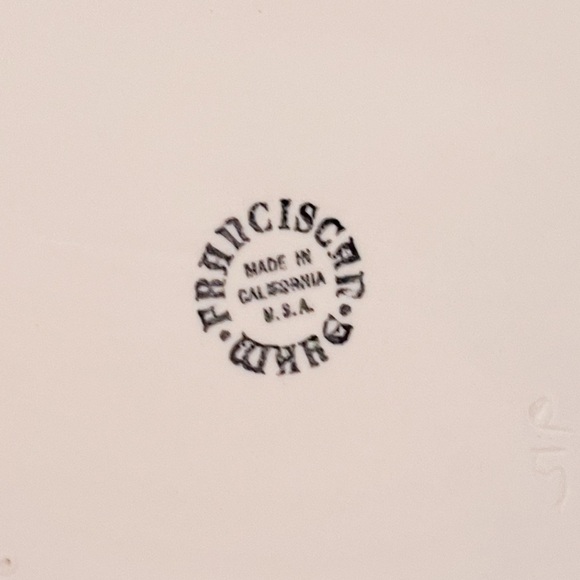 FRANCISCAN
MADE IN
CALIFORNIA
U.S.A.
WARE